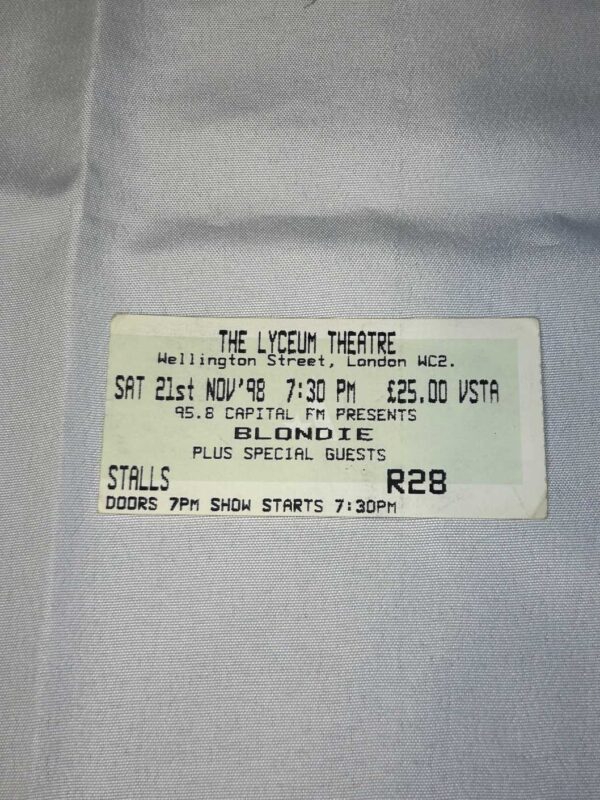 THE LYCEUM THEATRE
Wellington Street, London WC2.
SAT 21st NOV'98 7:30 PM £25.00 VSTA
95.8 CAPITAL FM PRESENTS
BLONDIE
PLUS SPECIAL GUESTS
STALLS R28
DOORS 7PM SHOW STARTS 7:30PM